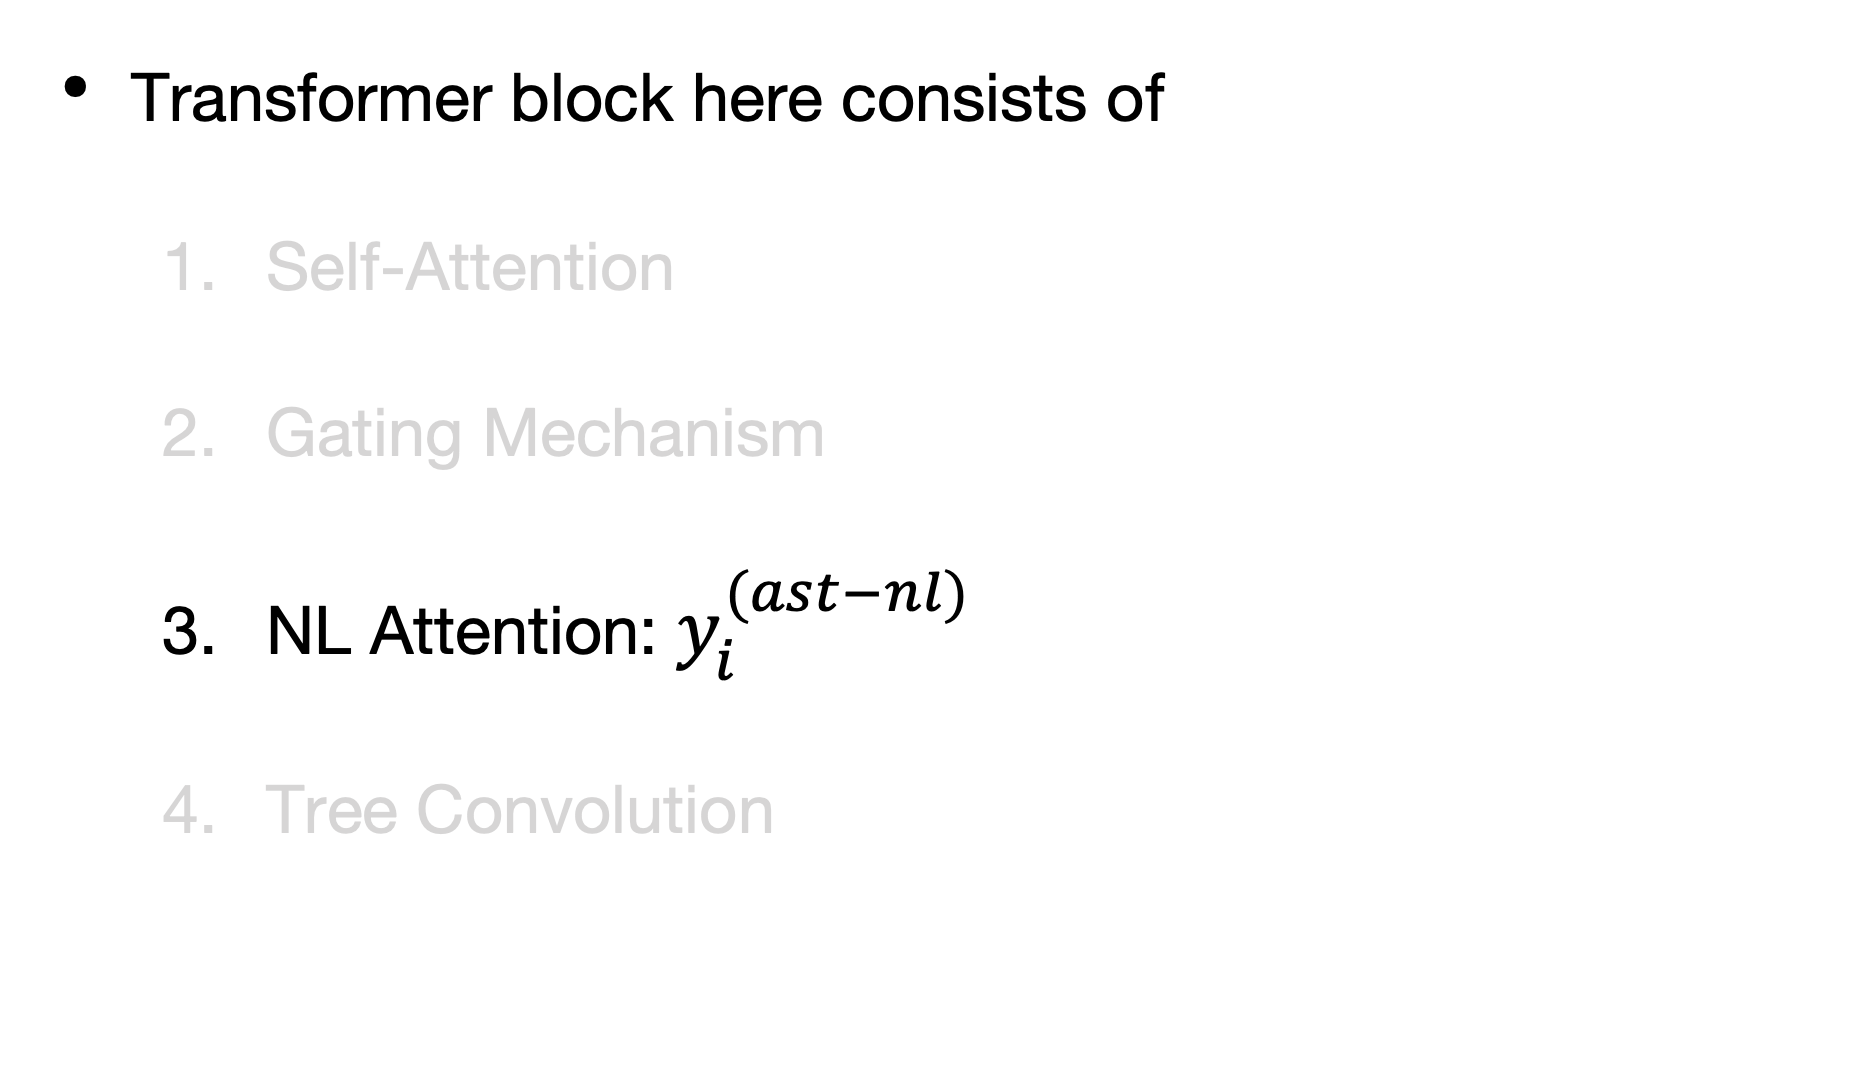 • Transformer block here consists of
1. Self-Attention
2. Gating Mechanism
3. NL Attention: $y_i^{(ast-nl)}$
4. Tree Convolution